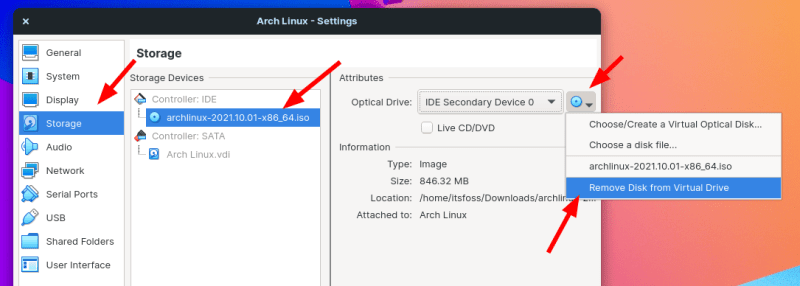 Arch Linux - Settings
General
System
Display
Storage
Audio
Network
Serial Ports
USB
Shared Folders
User Interface
Storage
Storage Devices
Controller: IDE
archlinux-2021.10.01-x86_64.iso
Controller: SATA
Arch Linux.vdi
Attributes
Optical Drive: IDE Secondary Device 0
Live CD/DVD
Information
Type: Image
Size: 846.32 MB
Location: /home/itsfoss/Downloads/archlinux-2...
Attached to: Arch Linux
Choose/Create a Virtual Optical Disk...
Choose a disk file...
archlinux-2021.10.01-x86_64.iso
Remove Disk from Virtual Drive